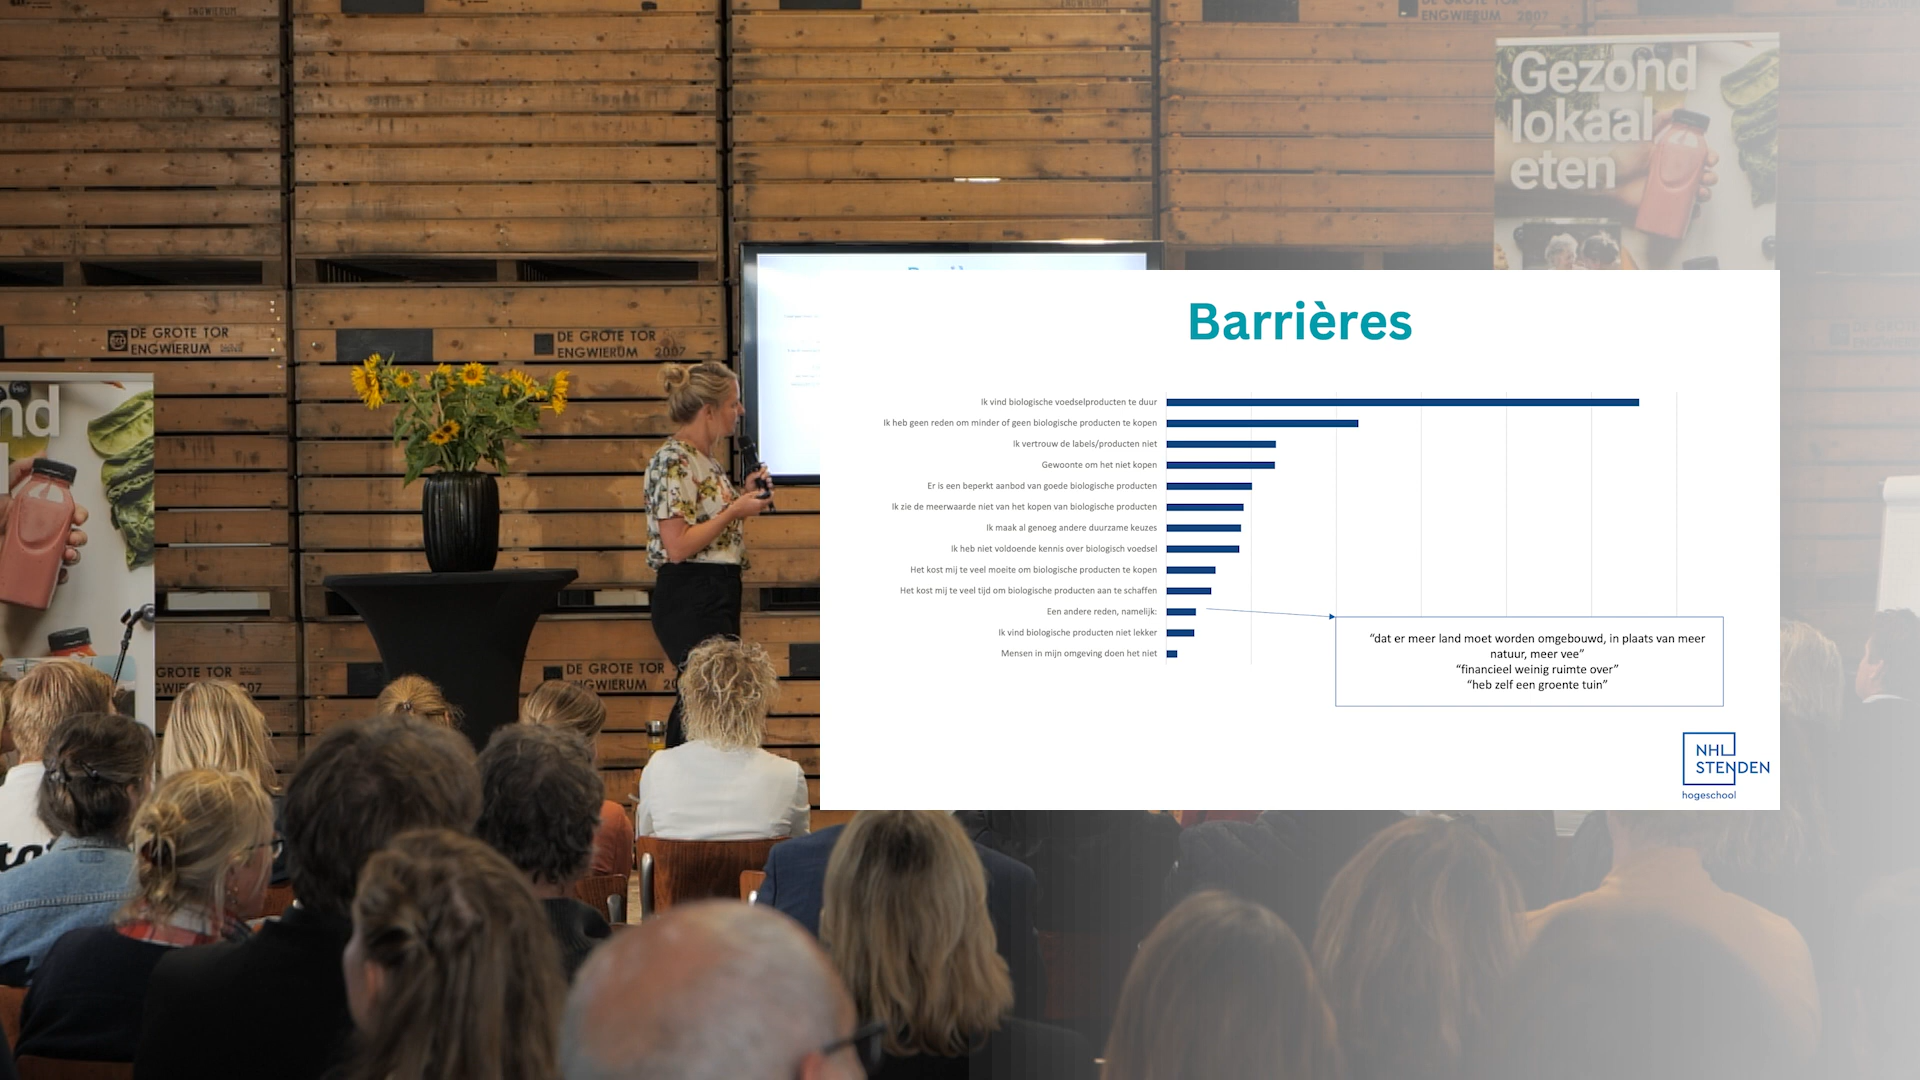 ENGWIERUM
ENGWIERUM 2007
Gezond
lokaal
eten
DE GROTE TOR
ENGWIERUM
DE GROTE TOR
ENGWIERUM 2007
nd
Barrières
Ik vind biologische voedselproducten te duur
Ik heb geen reden om minder of geen biologische producten te kopen
Ik vertrouw de labels/producten niet
Gewoonte om het niet kopen
Er is een beperkt aanbod van goede biologische producten
Ik zie de meerwaarde niet van het kopen van biologische producten
Ik maak al genoeg andere duurzame keuzes
Ik heb niet voldoende kennis over biologisch voedsel
Het kost mij te veel moeite om biologische producten te kopen
Het kost mij te veel tijd om biologische producten aan te schaffen
Een andere reden, namelijk:
Ik vind biologische producten niet lekker
Mensen in mijn omgeving doen het niet
“dat er meer land moet worden omgebouwd, in plaats van meer
natuur, meer vee”
“financieel weinig ruimte over”
“heb zelf een groente tuin”
NHL
STENDEN
hogeschool
DE GROTE TOR